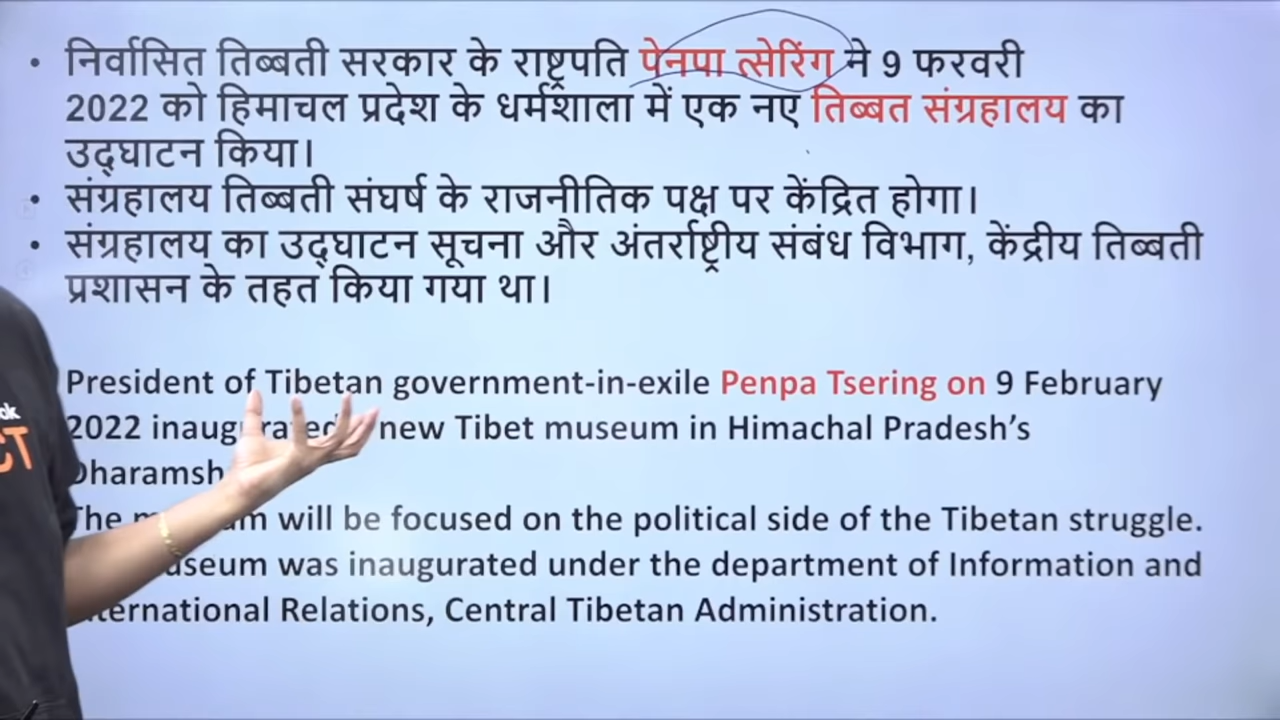 • निर्वासित तिब्बती सरकार के राष्ट्रपति पेनपा त्सेरिंग ने 9 फरवरी
2022 को हिमाचल प्रदेश के धर्मशाला में एक नए तिब्बत संग्रहालय का
उद्घाटन किया।
• संग्रहालय तिब्बती संघर्ष के राजनीतिक पक्ष पर केंद्रित होगा।
• संग्रहालय का उद्घाटन सूचना और अंतर्राष्ट्रीय संबंध विभाग, केंद्रीय तिब्बती
प्रशासन के तहत किया गया था।
President of Tibetan government-in-exile Penpa Tsering on 9 February
2022 new Tibet museum in Himachal Pradesh's
will be focused on the political side of the Tibetan struggle.
was inaugurated under the department of Information and
Relations, Central Tibetan Administration.